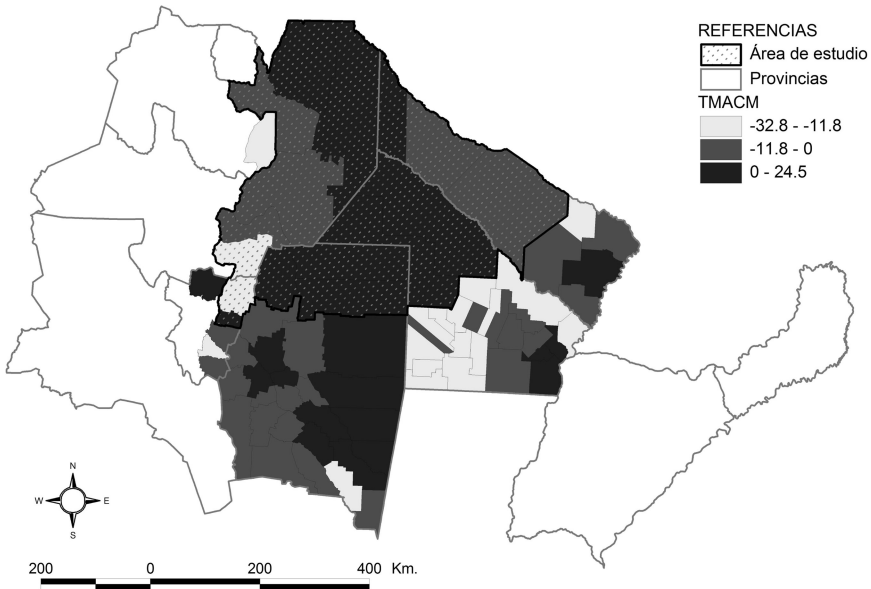 REFERENCIAS
Área de estudio
Provincias
TMACM
-32.8 - -11.8
-11.8 - 0
0 - 24.5
N
W E
S
200 0 200 400 Km.